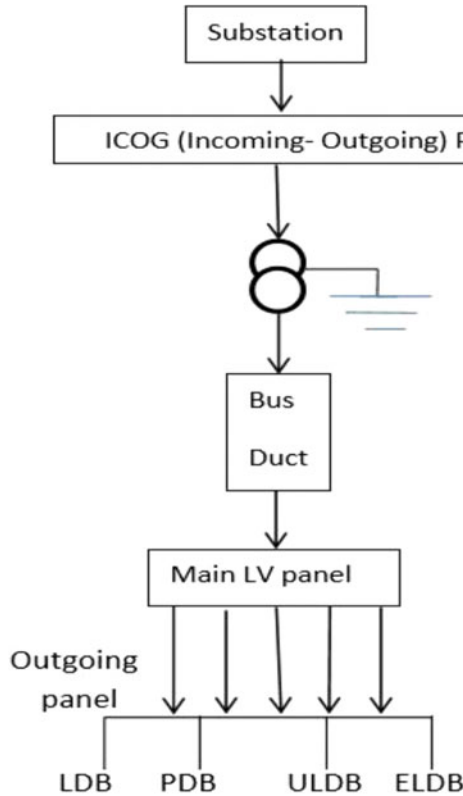 Substation
ICOG (Incoming- Outgoing)
Bus
Duct
Main LV panel
Outgoing
panel
LDB PDB ULDB ELDB